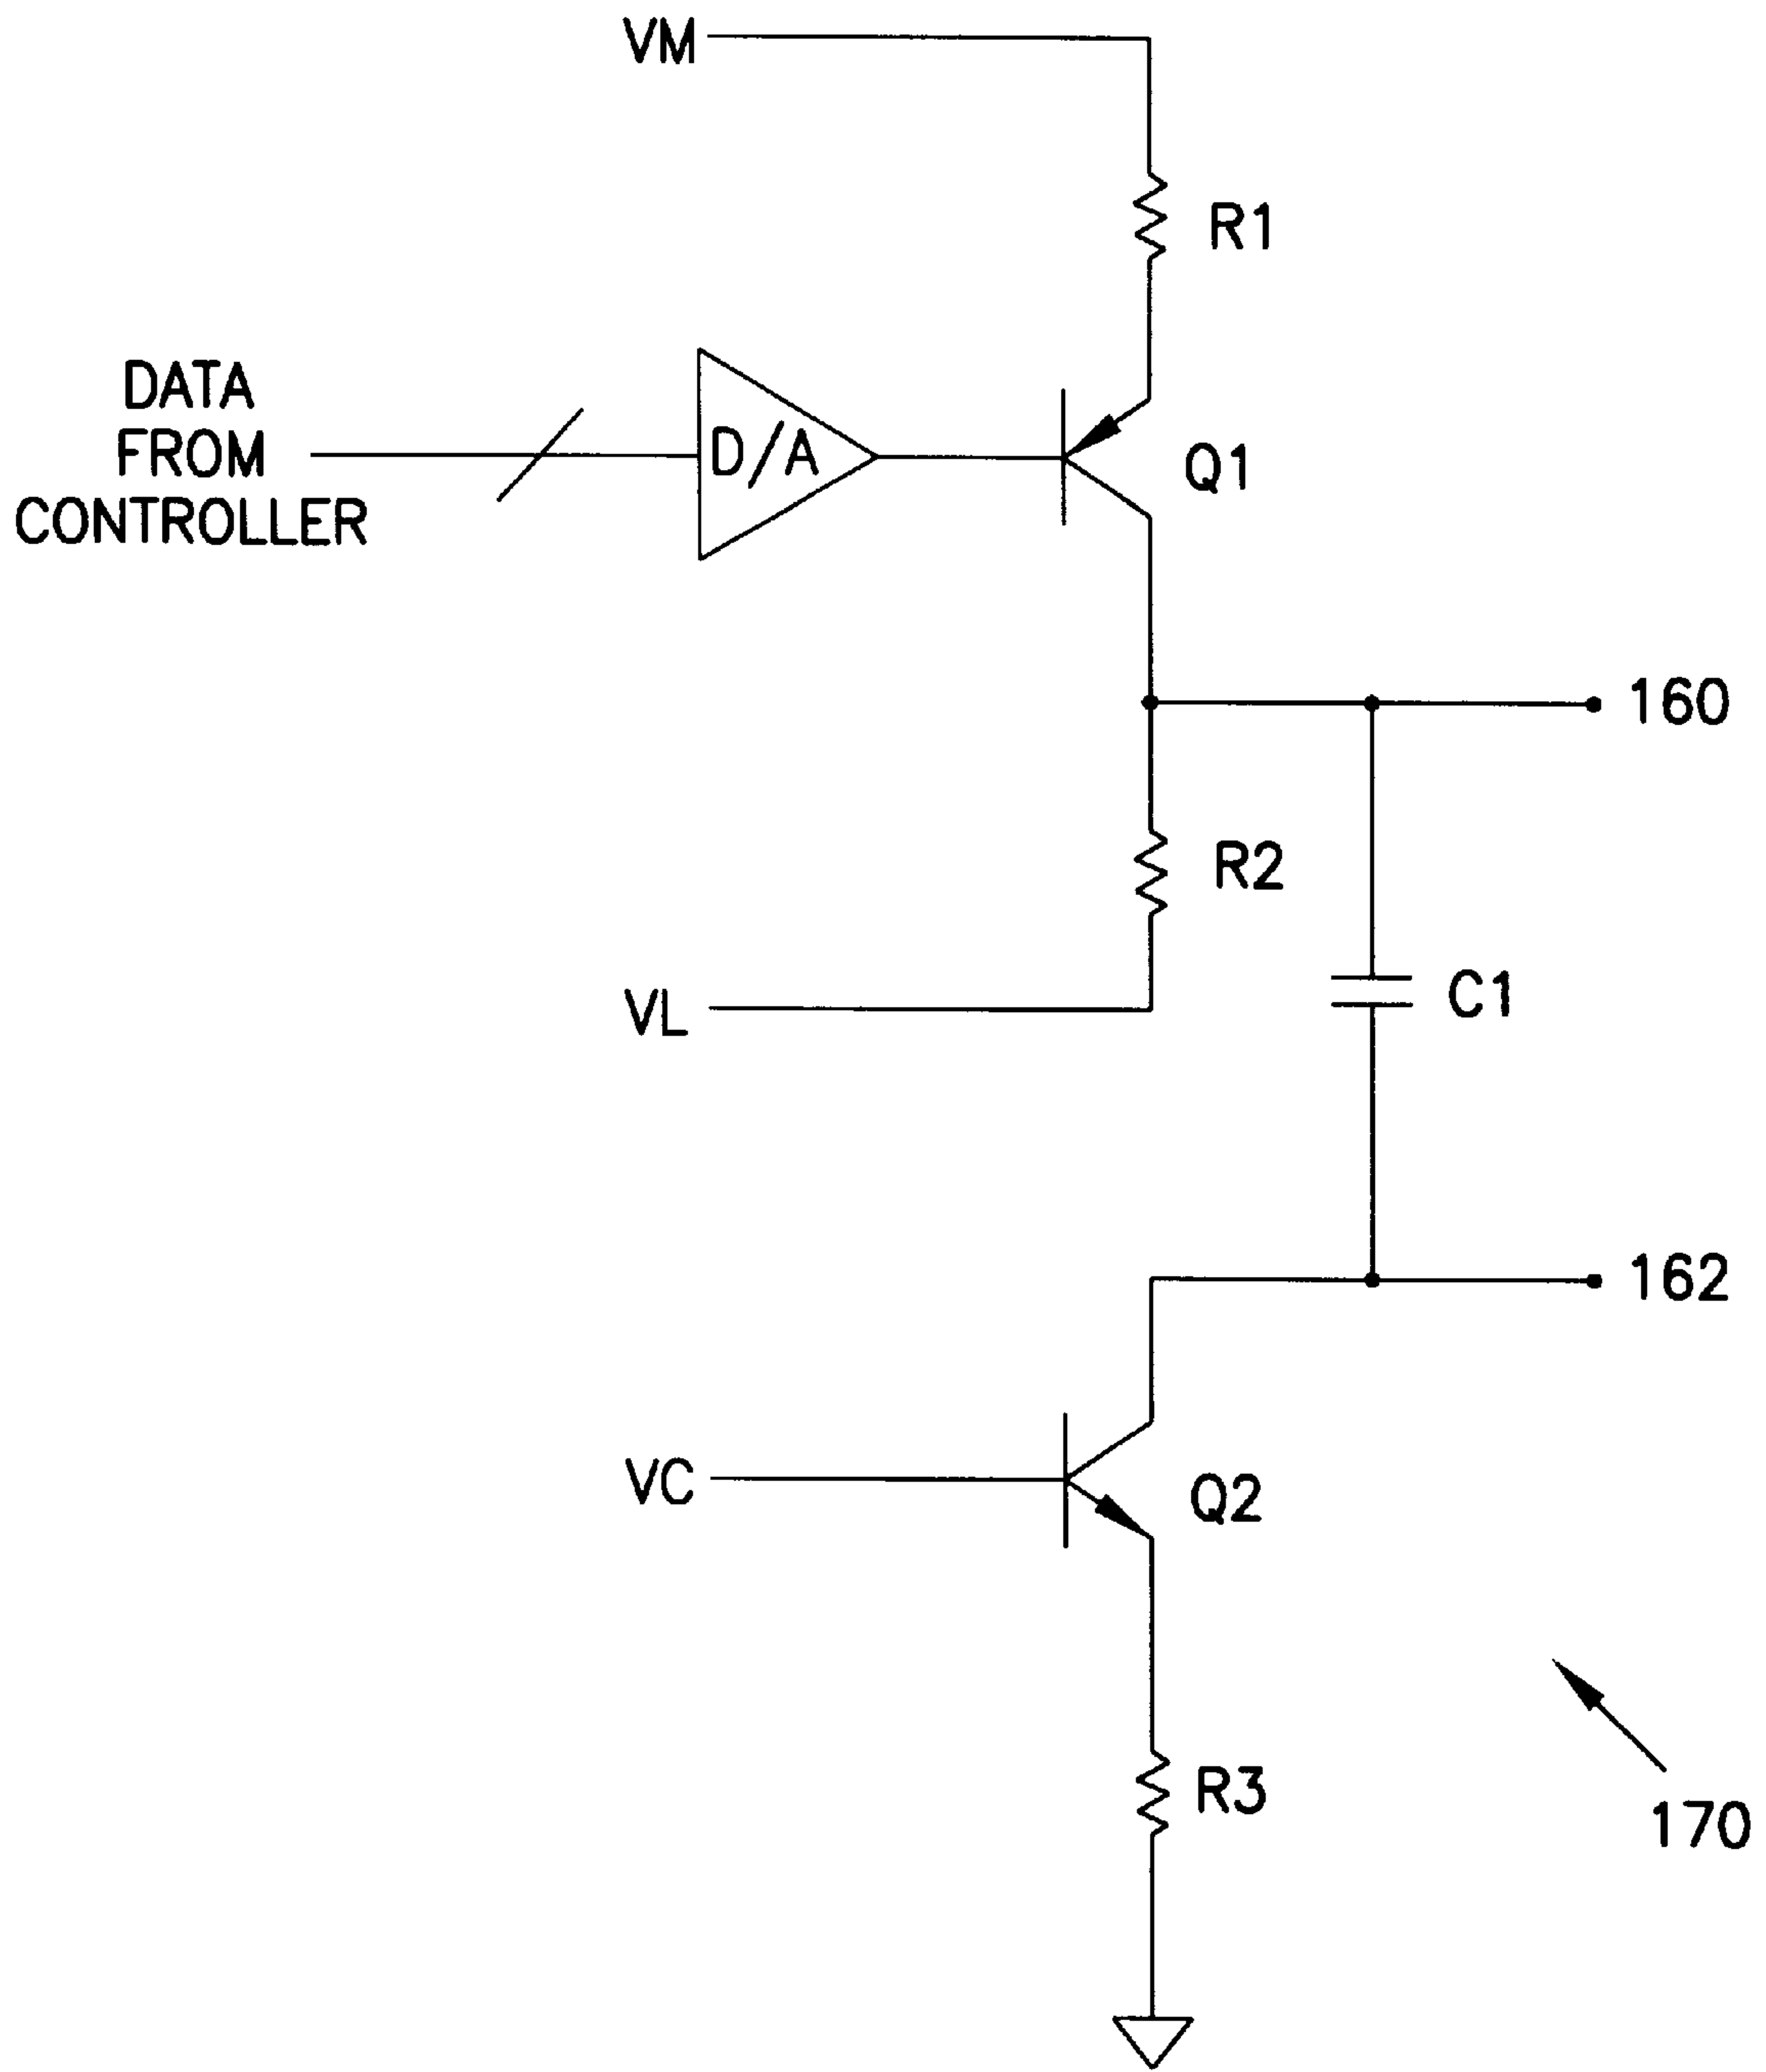 VM
R1
DATA
FROM
CONTROLLER
D/A
Q1
160
R2
VL
C1
162
VC
Q2
R3
170